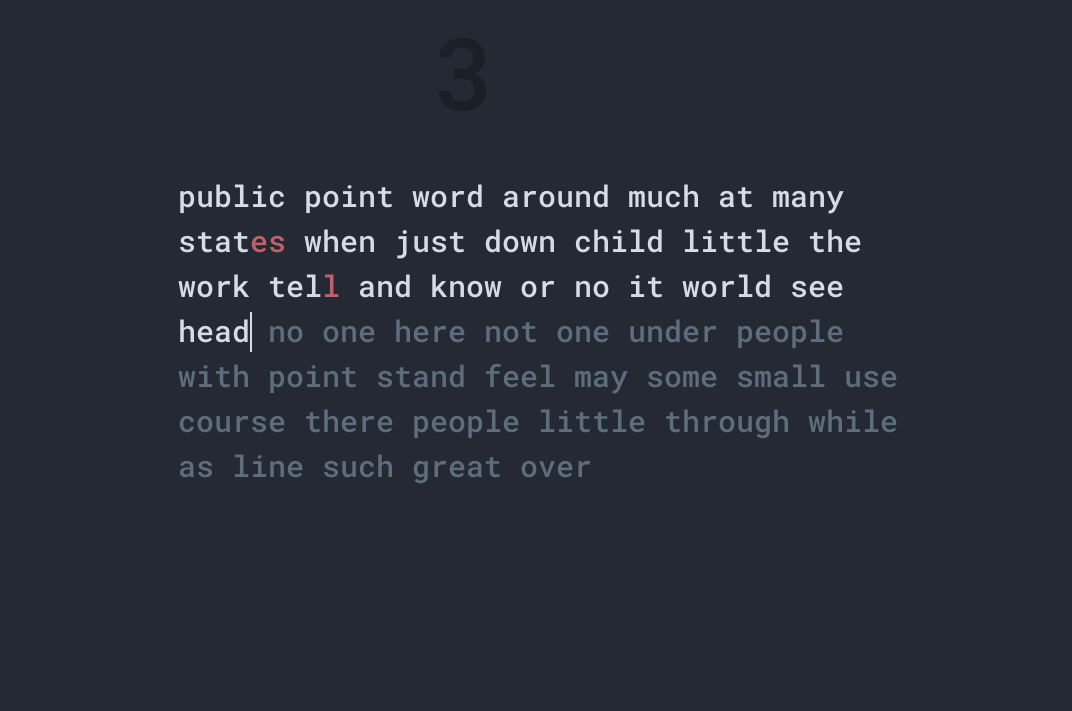 3
public point word around much at many
states when just down child little the
work tell and know or no it world see
head no one here not one under people
with point stand feel may some small use
course there people little through while
as line such great over